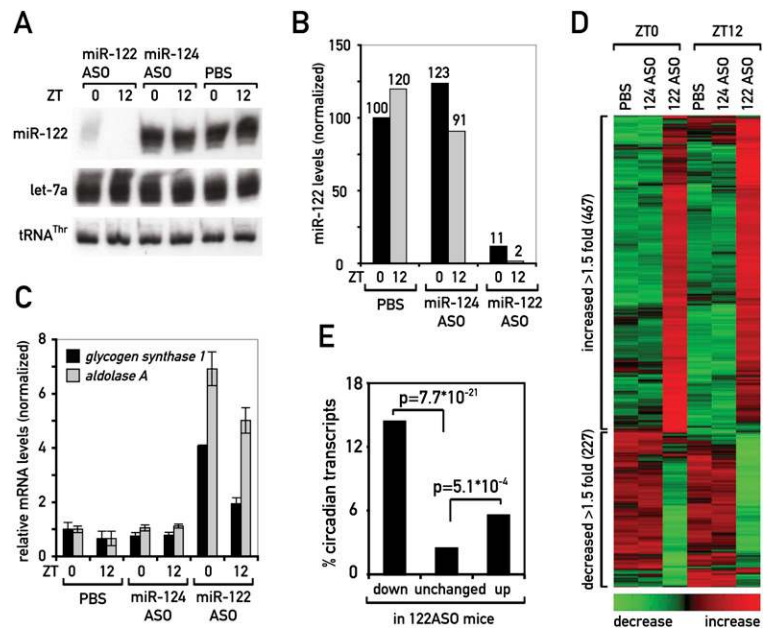 A
miR-122 ASO
miR-124 ASO
PBS
ZT 0 12 0 12 0 12
miR-122
let-7a
tRNAThr
B
miR-122 levels (normalized)
150
100
50
0
100
120
123
91
11
2
ZT 0 12 0 12 0 12
PBS
miR-124 ASO
miR-122 ASO
C
relative mRNA levels (normalized)
8
6
4
2
1
0
glycogen synthase 1
aldolase A
ZT 0 12 0 12 0 12
PBS
miR-124 ASO
miR-122 ASO
D
ZT0
ZT12
PBS
124 ASO
122 ASO
PBS
124 ASO
122 ASO
increased >1.5 fold (467)
decreased >1.5 fold (227)
decrease
increase
E
% circadian transcripts
18
12
6
0
p=7.7*10-21
p=5.1*10-4
down unchanged up
in 122ASO mice